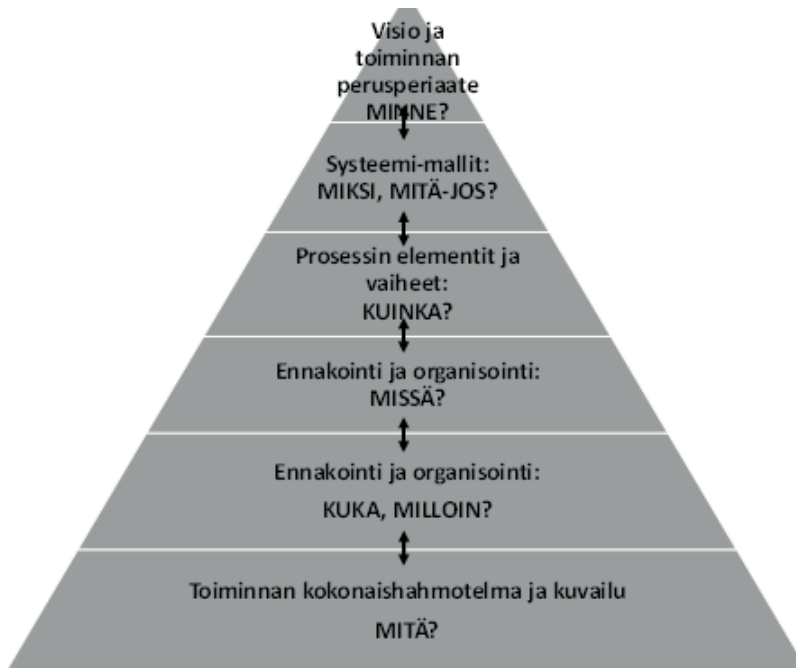 Visio ja
toiminnan
perusperiaate
MINNE?
Systeemi-mallit:
MIKSI, MITÄ-JOS?
Prosessin elementit ja
vaiheet:
KUINKA?
Ennakointi ja organisointi:
MISSÄ?
Ennakointi ja organisointi:
KUKA, MILLOIN?
Toiminnan kokonaishahmotelma ja kuvailu
MITÄ?